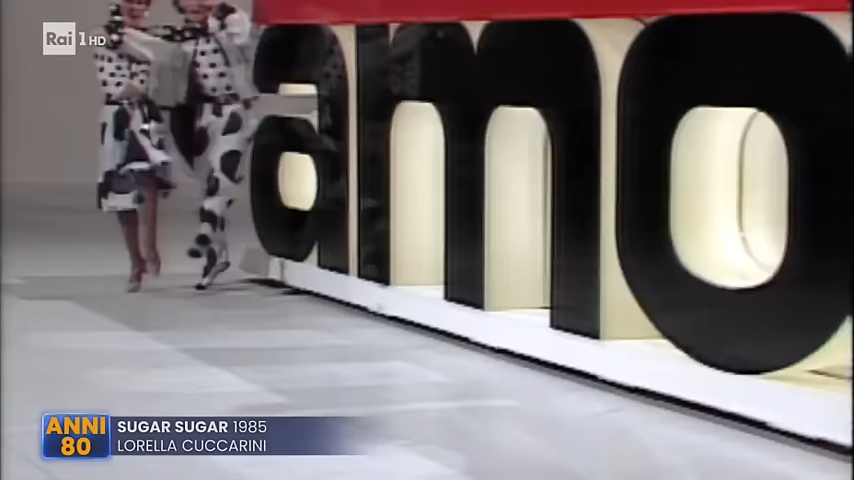 Rai 1 HD
amo
ANNI
80
SUGAR SUGAR 1985
LORELLA CUCCARINI